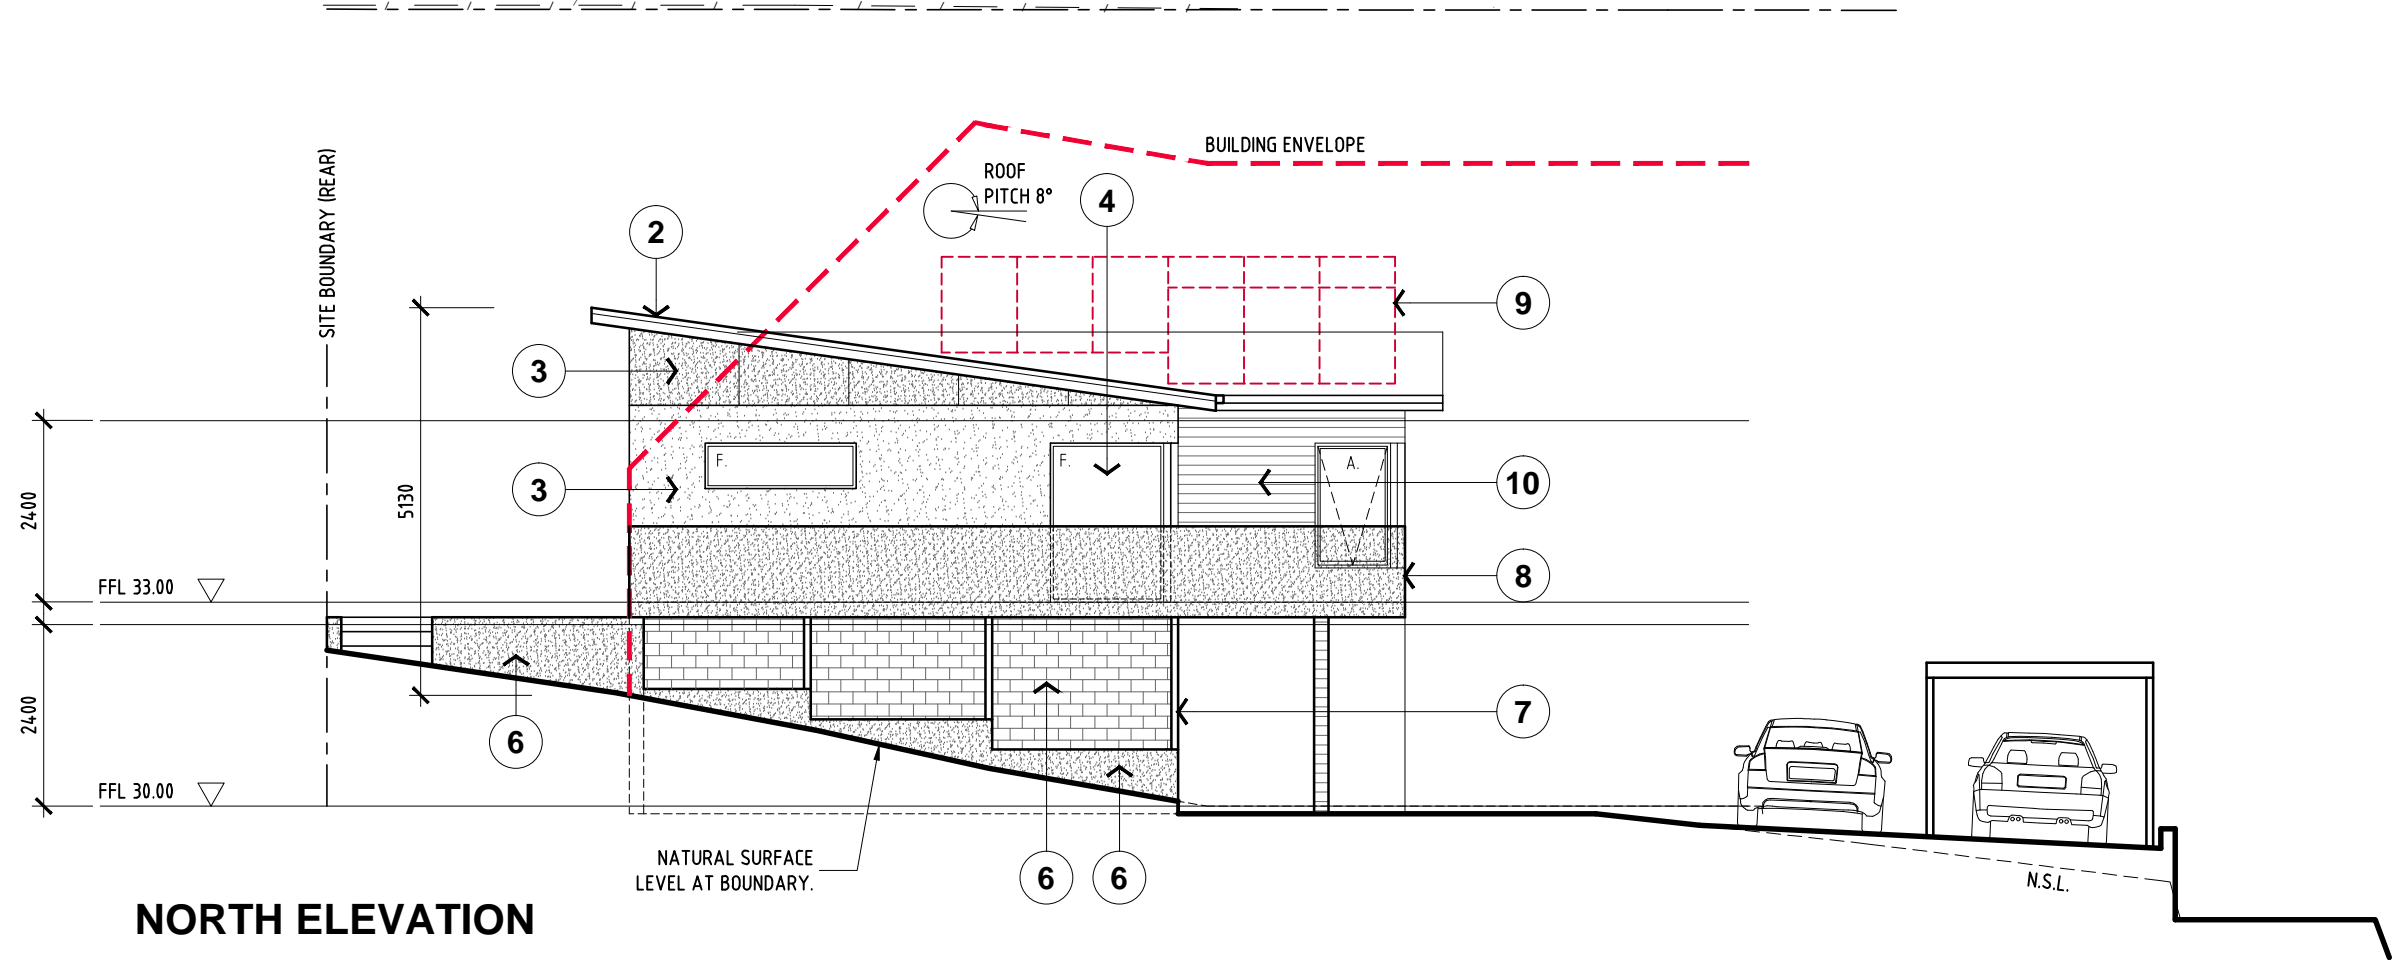 BUILDING ENVELOPE
SITE BOUNDARY (REAR)
ROOF
PITCH 8°
4
2
9
3
F.
F.
A.
3
10
2400
5130
FFL 33.00
8
6
7
2400
FFL 30.00
NATURAL SURFACE
LEVEL AT BOUNDARY.
6
6
N.S.L.
NORTH ELEVATION